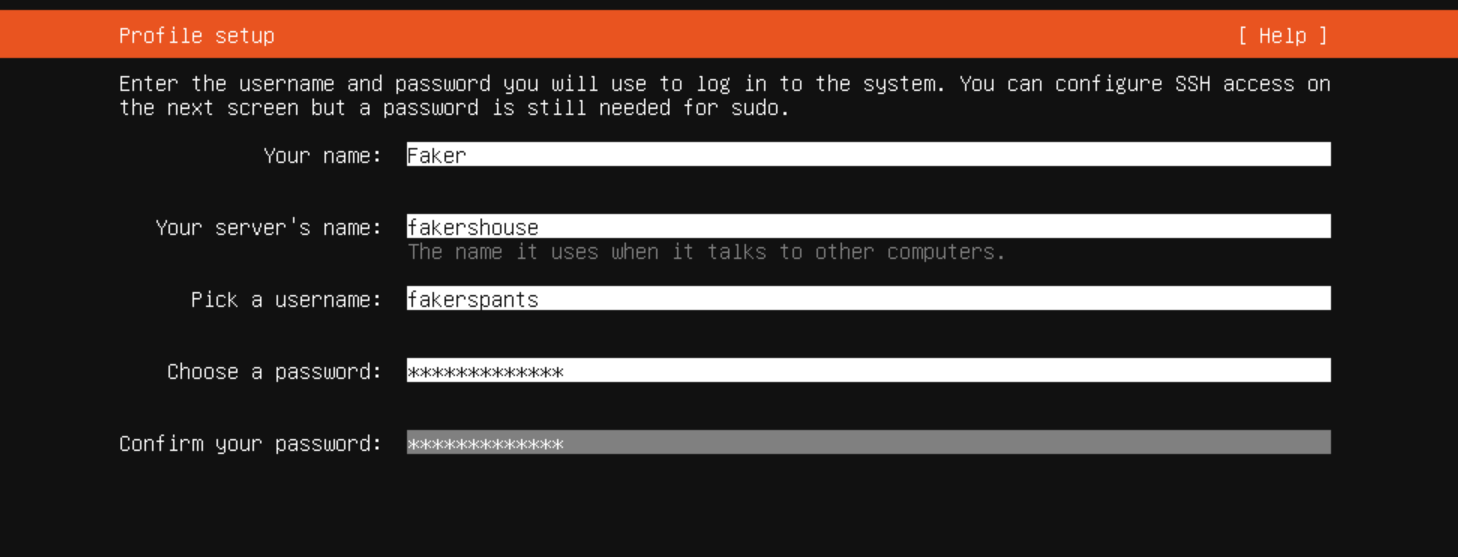 Profile setup [ Help ]
Enter the username and password you will use to log in to the system. You can configure SSH access on
the next screen but a password is still needed for sudo.
Your name: Faker
Your server's name: fakershouse
The name it uses when it talks to other computers.
Pick a username: fakerspants
Choose a password: *************
Confirm your password: *************